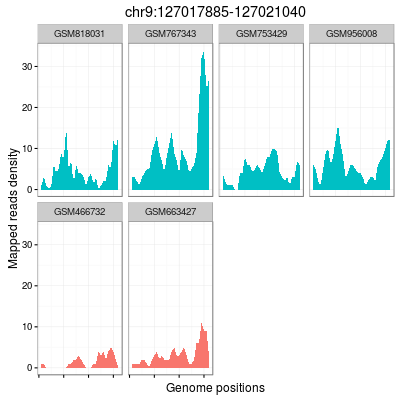 chr9:127017885-127021040
GSM818031 GSM767343 GSM753429 GSM956008
30
20
10
0
GSM466732 GSM663427
30
20
10
0
Mapped reads density
Genome positions